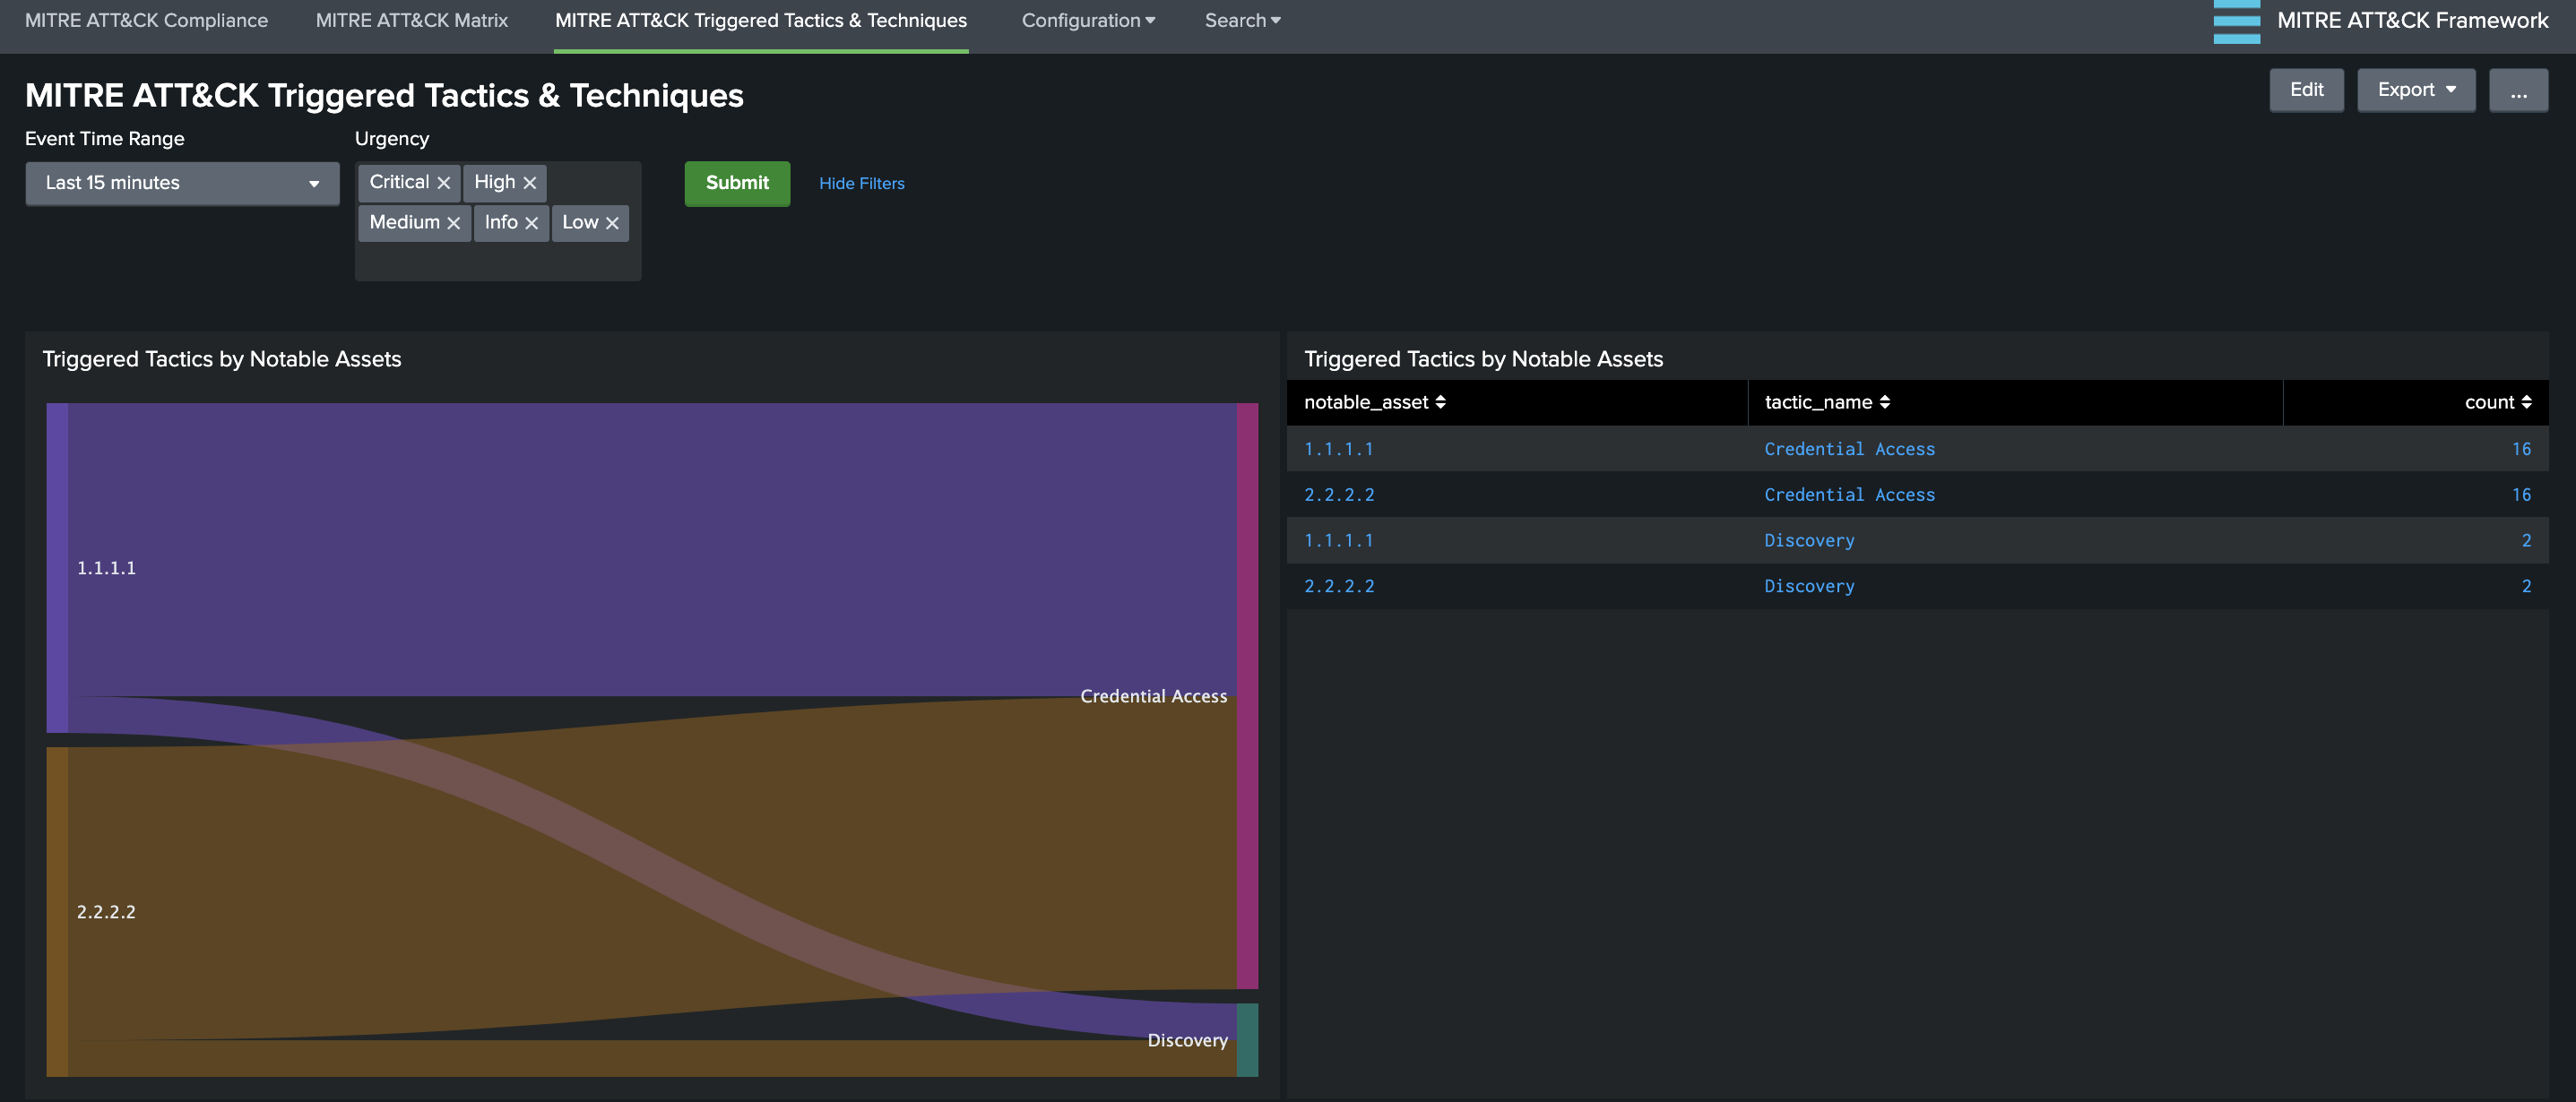 MITRE ATT&CK Compliance MITRE ATT&CK Matrix MITRE ATT&CK Triggered Tactics & Techniques Configuration Search MITRE ATT&CK Framework
MITRE ATT&CK Triggered Tactics & Techniques
Edit Export ...
Event Time Range Urgency
Last 15 minutes Critical High Submit Hide Filters
Medium Info Low
Triggered Tactics by Notable Assets
1.1.1.1
Credential Access
2.2.2.2
Discovery
Triggered Tactics by Notable Assets
notable_asset tactic_name count
1.1.1.1 Credential Access 16
2.2.2.2 Credential Access 16
1.1.1.1 Discovery 2
2.2.2.2 Discovery 2